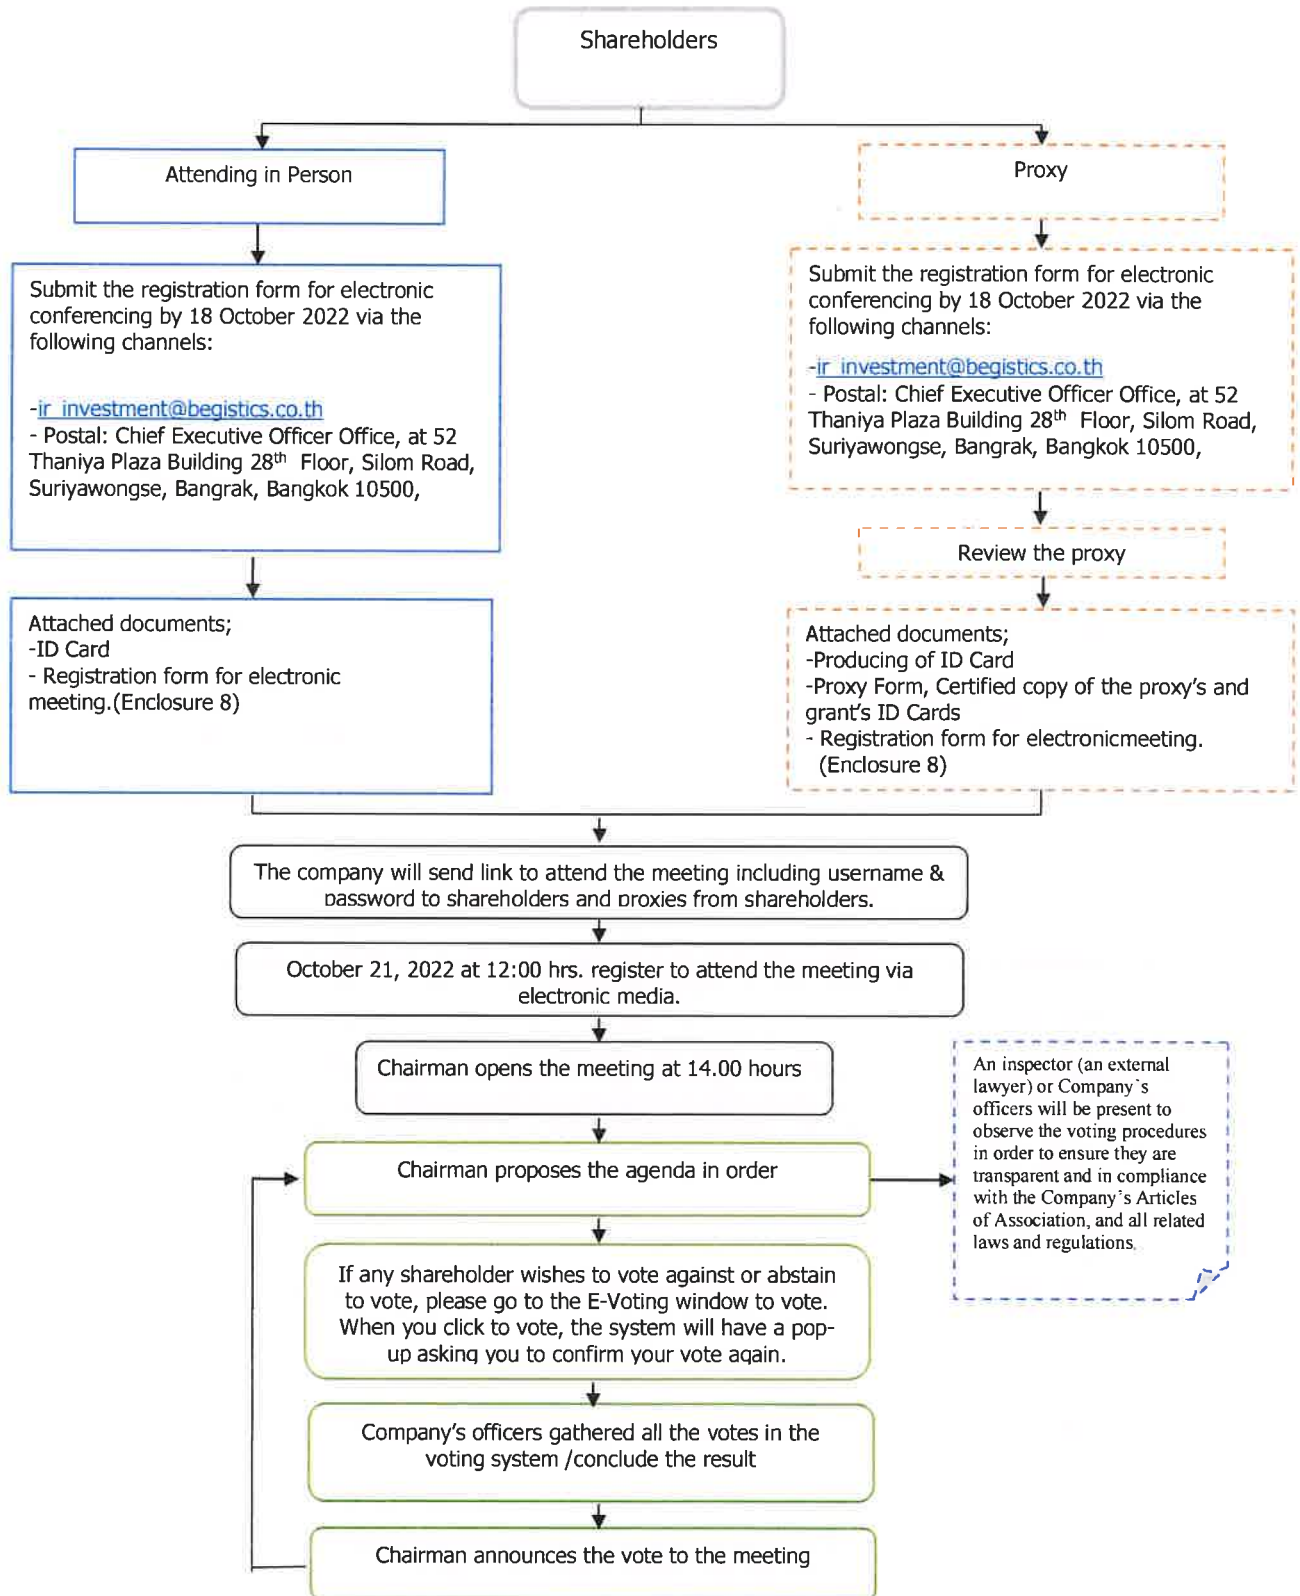 Shareholders
Attending in Person
Proxy
Submit the registration form for electronic
conferencing by 18 October 2022 via the
following channels:
-ir_investment@begistics.co.th
- Postal: Chief Executive Officer Office, at 52
Thaniya Plaza Building 28th Floor, Silom Road,
Suriyawongse, Bangrak, Bangkok 10500,
Submit the registration form for electronic
conferencing by 18 October 2022 via the
following channels:
-ir_investment@begistics.co.th
- Postal: Chief Executive Officer Office, at 52
Thaniya Plaza Building 28th Floor, Silom Road,
Suriyawongse, Bangrak, Bangkok 10500,
Review the proxy
Attached documents;
-ID Card
- Registration form for electronic
meeting.(Enclosure 8)
Attached documents;
-Producing of ID Card
-Proxy Form, Certified copy of the proxy's and
grant's ID Cards
- Registration form for electronicmeeting.
(Enclosure 8)
The company will send link to attend the meeting including username &
password to shareholders and proxies from shareholders.
October 21, 2022 at 12:00 hrs. register to attend the meeting via
electronic media.
Chairman opens the meeting at 14.00 hours
An inspector (an external
lawyer) or Company`s
officers will be present to
observe the voting procedures
in order to ensure they are
transparent and in compliance
with the Company`s Articles
of Association, and all related
laws and regulations.
Chairman proposes the agenda in order
If any shareholder wishes to vote against or abstain
to vote, please go to the E-Voting window to vote.
When you click to vote, the system will have a pop-
up asking you to confirm your vote again.
Company's officers gathered all the votes in the
voting system /conclude the result
Chairman announces the vote to the meeting